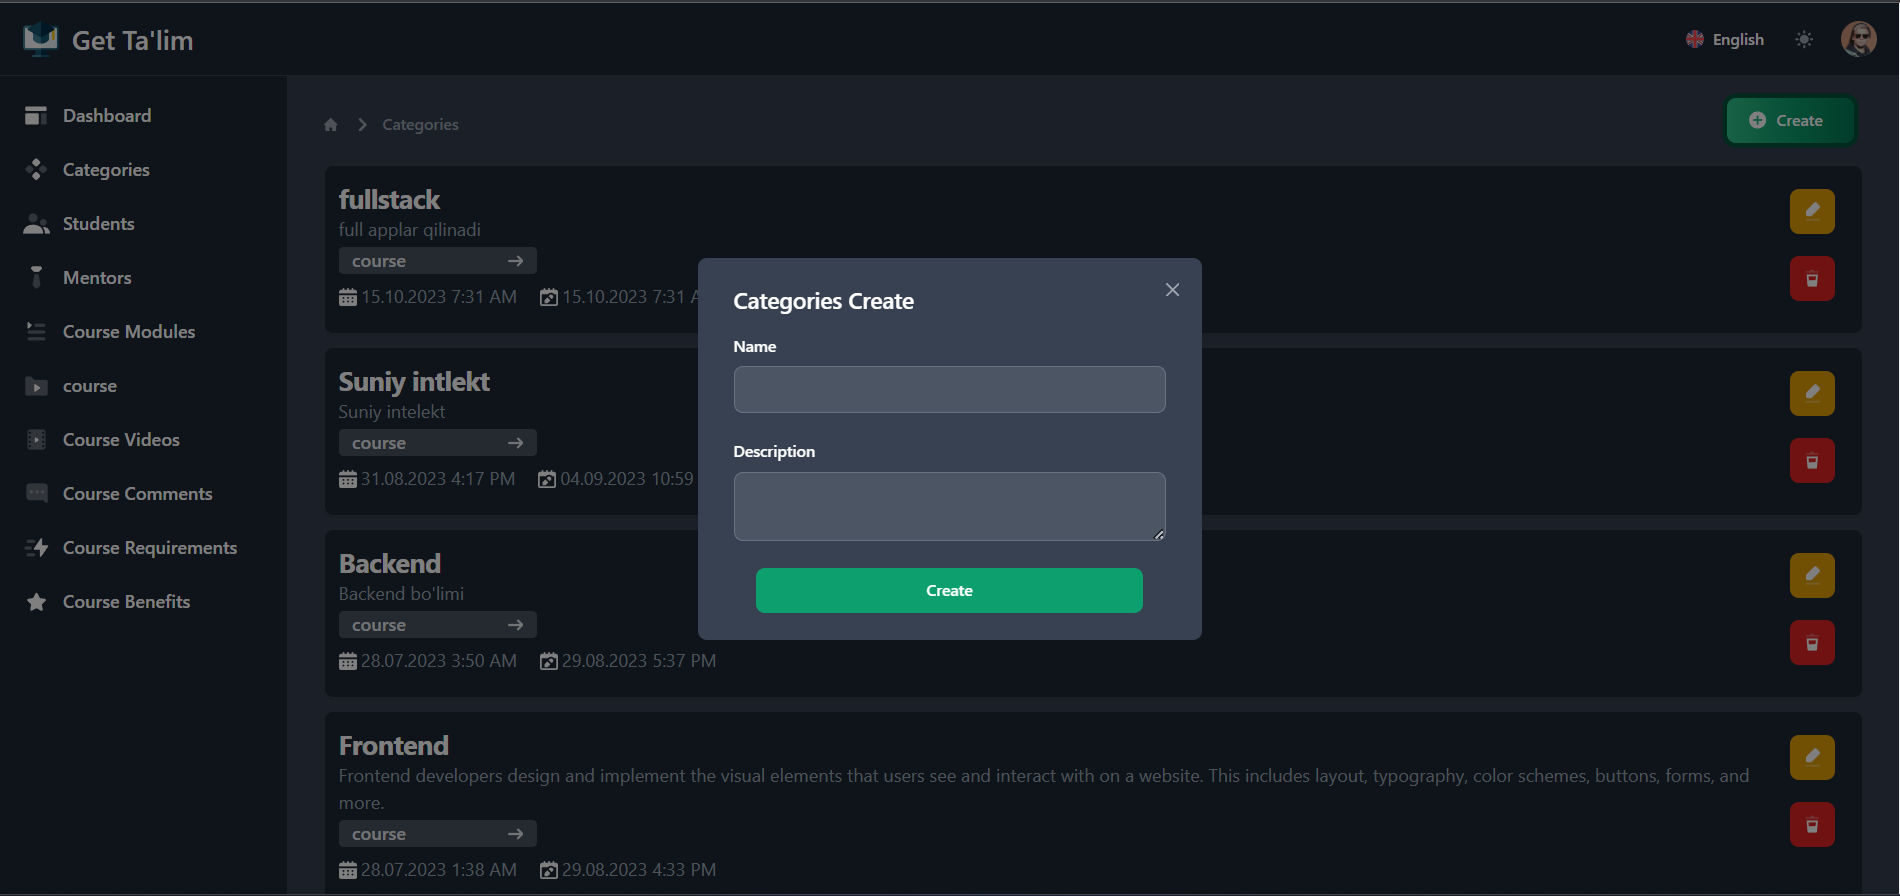 Get Ta'lim
English
Dashboard
Categories
Students
Mentors
Course Modules
course
Course Videos
Course Comments
Course Requirements
Course Benefits
Categories
Create
fullstack
full applar qilinadi
course
15.10.2023 7:31 AM 15.10.2023 7:31 A
Suniy intlekt
Suniy intelekt
course
31.08.2023 4:17 PM 04.09.2023 10:59
Backend
Backend bo'limi
course
28.07.2023 3:50 AM 29.08.2023 5:37 PM
Frontend
Frontend developers design and implement the visual elements that users see and interact with on a website. This includes layout, typography, color schemes, buttons, forms, and
more.
course
28.07.2023 1:38 AM 29.08.2023 4:33 PM
Categories Create
Name
Description
Create